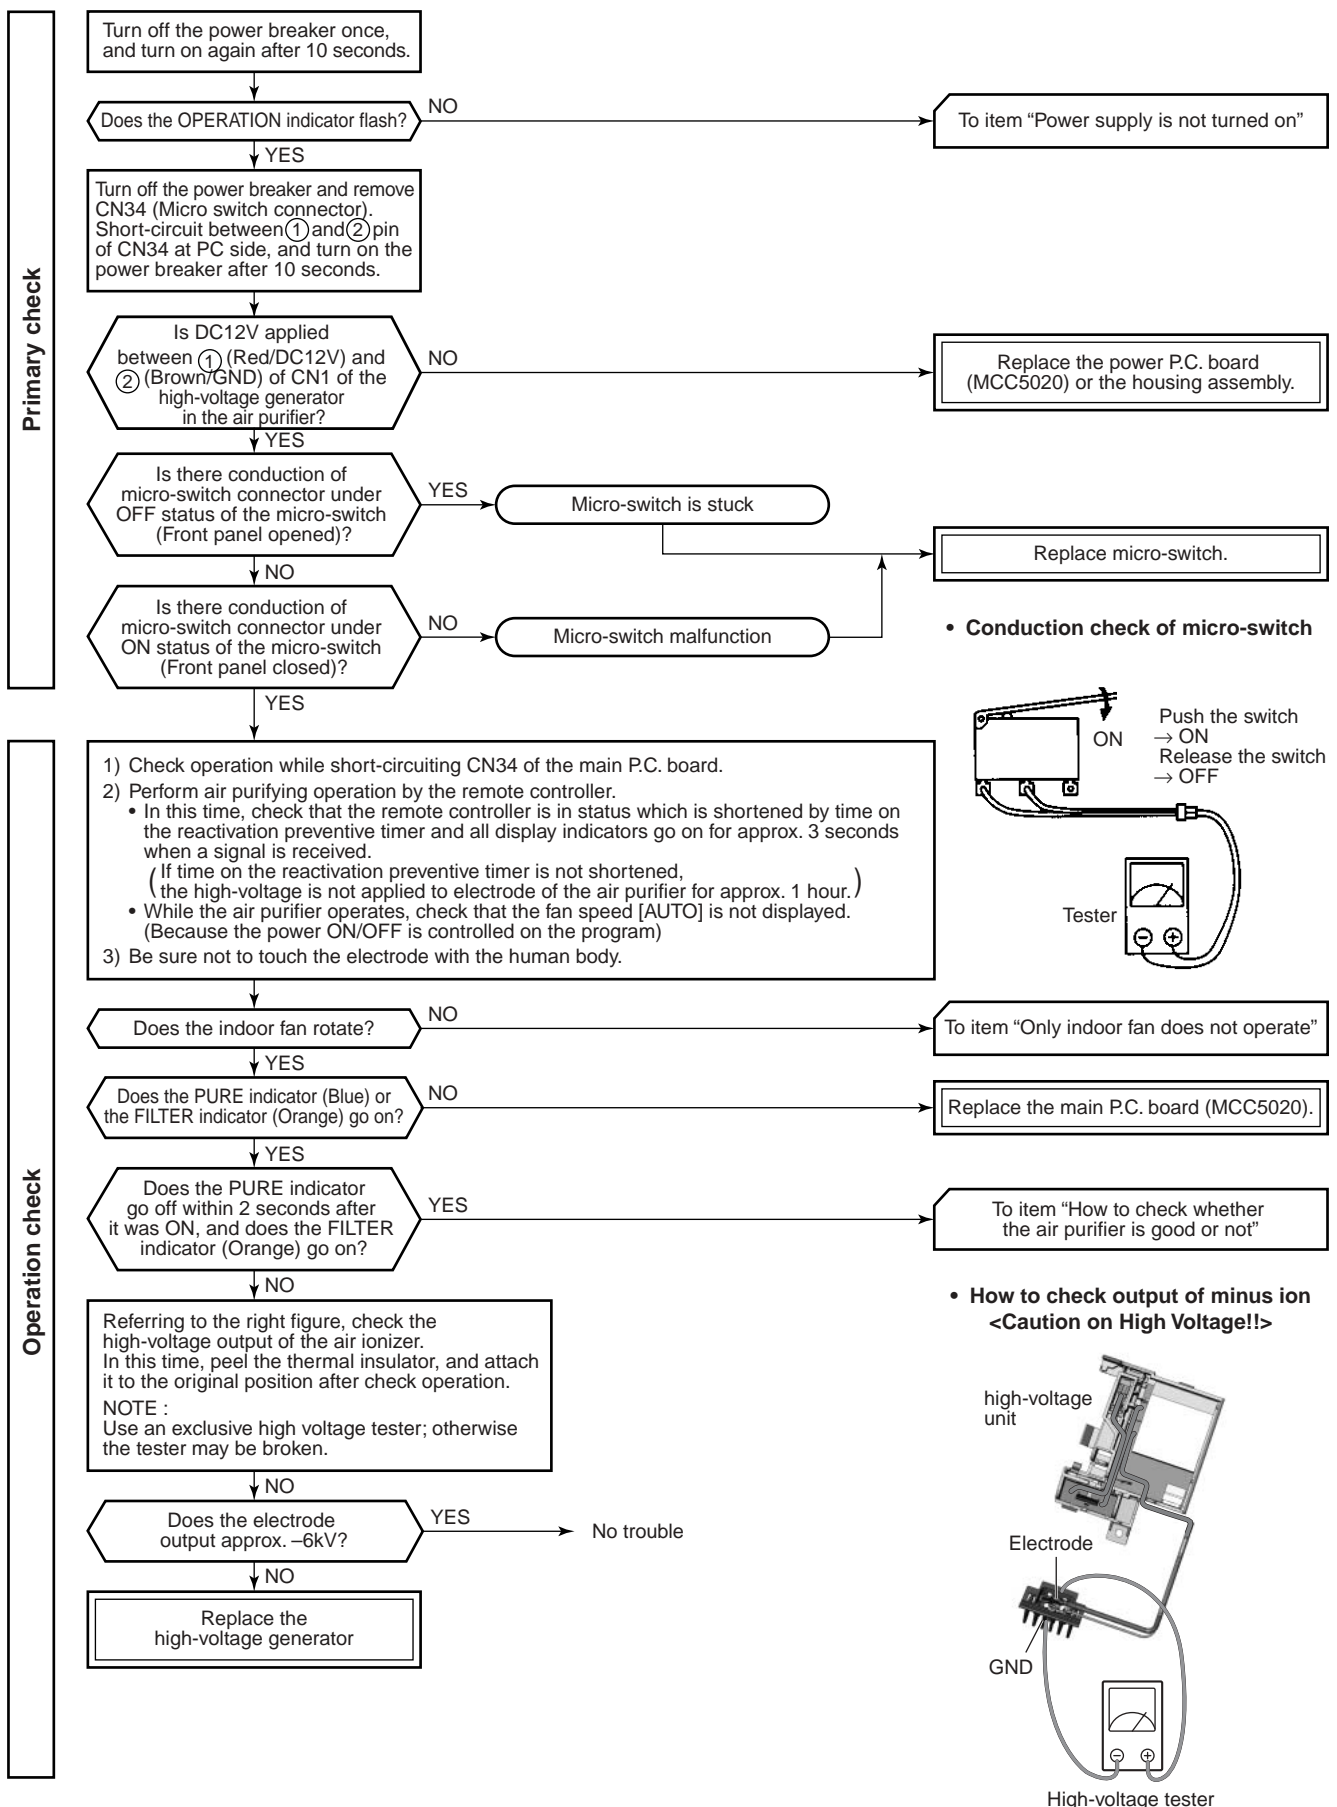 Primary check
Turn off the power breaker once,
and turn on again after 10 seconds.
Does the OPERATION indicator flash?
NO
To item “Power supply is not turned on”
YES
Turn off the power breaker and remove
CN34 (Micro switch connector).
Short-circuit between ① and ② pin
of CN34 at PC side, and turn on the
power breaker after 10 seconds.
Is DC12V applied
between ① (Red/DC12V) and
② (Brown/GND) of CN1 of the
high-voltage generator
in the air purifier?
NO
Replace the power P.C. board
(MCC5020) or the housing assembly.
YES
Is there conduction of
micro-switch connector under
OFF status of the micro-switch
(Front panel opened)?
YES
Micro-switch is stuck
Replace micro-switch.
NO
Is there conduction of
micro-switch connector under
ON status of the micro-switch
(Front panel closed)?
NO
Micro-switch malfunction
YES
• Conduction check of micro-switch
ON
Push the switch
→ ON
Release the switch
→ OFF
Tester
Operation check
1) Check operation while short-circuiting CN34 of the main P.C. board.
2) Perform air purifying operation by the remote controller.
• In this time, check that the remote controller is in status which is shortened by time on
the reactivation preventive timer and all display indicators go on for approx. 3 seconds
when a signal is received.
(If time on the reactivation preventive timer is not shortened,
the high-voltage is not applied to electrode of the air purifier for approx. 1 hour.)
• While the air purifier operates, check that the fan speed [AUTO] is not displayed.
(Because the power ON/OFF is controlled on the program)
3) Be sure not to touch the electrode with the human body.
Does the indoor fan rotate?
NO
To item “Only indoor fan does not operate”
YES
Does the PURE indicator (Blue) or
the FILTER indicator (Orange) go on?
NO
Replace the main P.C. board (MCC5020).
YES
Does the PURE indicator
go off within 2 seconds after
it was ON, and does the FILTER
indicator (Orange) go on?
YES
To item “How to check whether
the air purifier is good or not”
NO
Referring to the right figure, check the
high-voltage output of the air ionizer.
In this time, peel the thermal insulator, and attach
it to the original position after check operation.
NOTE :
Use an exclusive high voltage tester; otherwise
the tester may be broken.
NO
Does the electrode
output approx. –6kV?
YES
No trouble
NO
Replace the
high-voltage generator
• How to check output of minus ion
<Caution on High Voltage!!>
high-voltage
unit
Electrode
GND
High-voltage tester